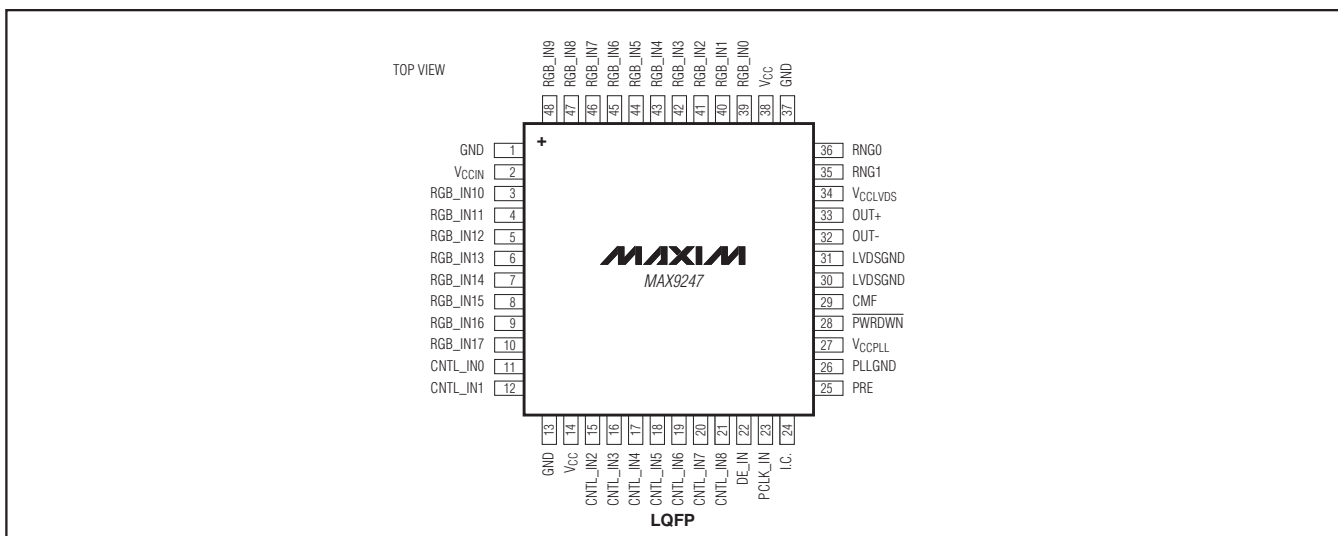 TOP VIEW
RGB_IN9
RGB_IN8
RGB_IN7
RGB_IN6
RGB_IN5
RGB_IN4
RGB_IN3
RGB_IN2
RGB_IN1
RGB_IN0
VCC
GND
48
47
46
45
44
43
42
41
40
39
38
37
+
GND 1
VCCIN 2
RGB_IN10 3
RGB_IN11 4
RGB_IN12 5
RGB_IN13 6
RGB_IN14 7
RGB_IN15 8
RGB_IN16 9
RGB_IN17 10
CNTL_IN0 11
CNTL_IN1 12
MAXIM
MAX9247
36 RNG0
35 RNG1
34 VCCLVDS
33 OUT+
32 OUT-
31 LVDSGND
30 LVDSGND
29 CMF
28 PWRDWN
27 VCCPLL
26 PLLGND
25 PRE
13
14
15
16
17
18
19
20
21
22
23
24
GND
VCC
CNTL_IN2
CNTL_IN3
CNTL_IN4
CNTL_IN5
CNTL_IN6
CNTL_IN7
CNTL_IN8
DE_IN
PCLK_IN
I.C.
LQFP